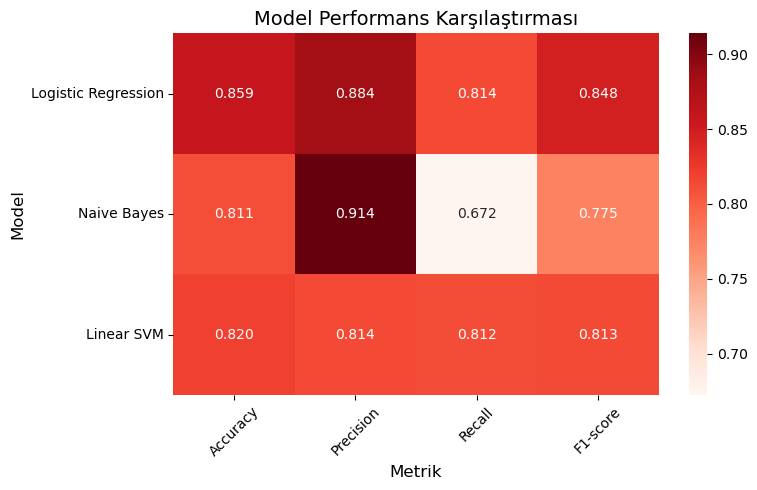 Model Performans Karşılaştırması
Model
Logistic Regression 0.859 0.884 0.814 0.848
Naive Bayes 0.811 0.914 0.672 0.775
Linear SVM 0.820 0.814 0.812 0.813
Accuracy Precision Recall F1-score
Metrik
0.90
0.85
0.80
0.75
0.70